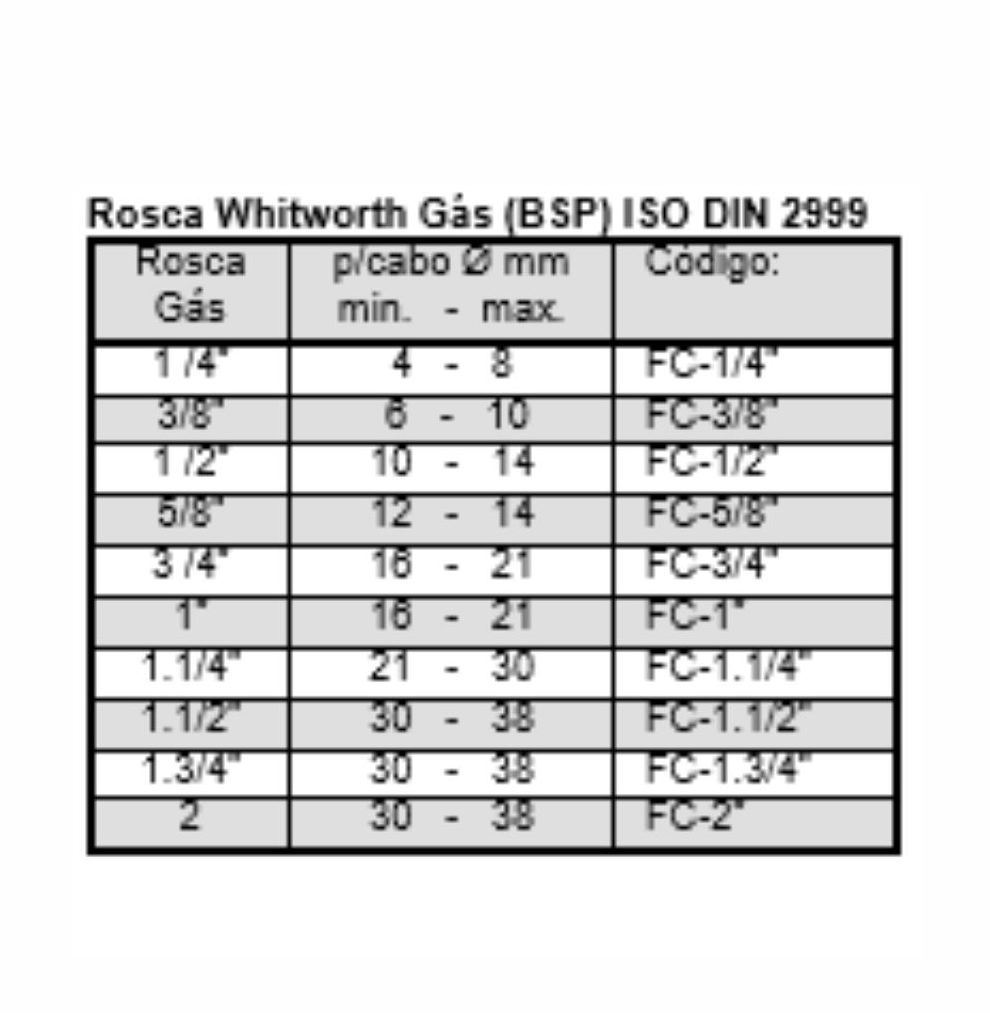 Rosca Whitworth Gás (BSP) ISO DIN 2999
Rosca Gás p/cabo Ø mm min. - max. Código:
1 /4" 4 - 8 FC-1/4"
3/8" 6 - 10 FC-3/8"
1 /2" 10 - 14 FC-1/2"
5/8" 12 - 14 FC-5/8"
3 /4" 16 - 21 FC-3/4"
1" 16 - 21 FC-1"
1.1/4" 21 - 30 FC-1.1/4"
1.1/2" 30 - 38 FC-1.1/2"
1.3/4" 30 - 38 FC-1.3/4"
2 30 - 38 FC-2"